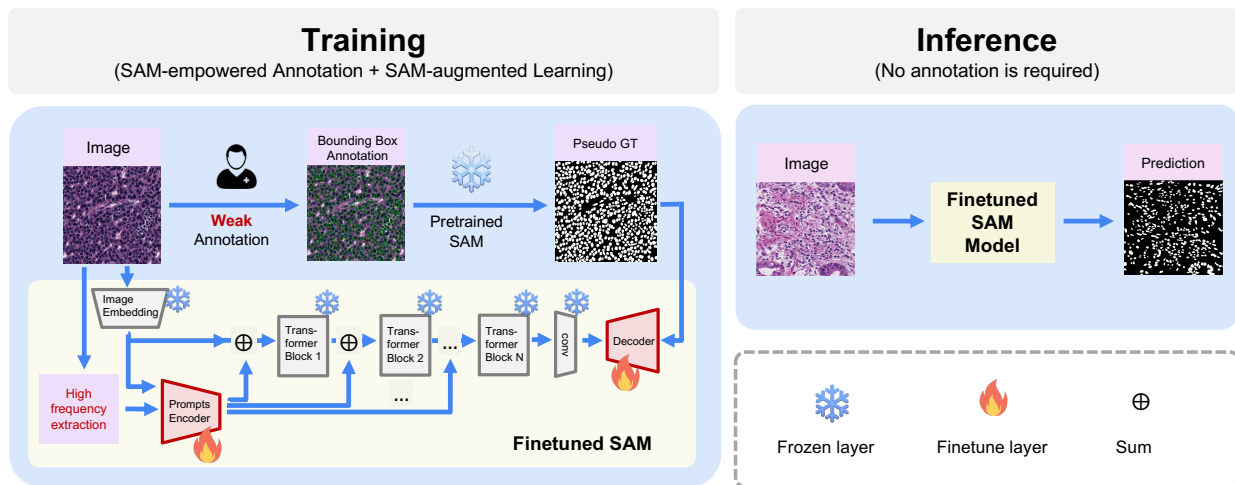 Training
(SAM-empowered Annotation + SAM-augmented Learning)
Image
Weak
Annotation
Bounding Box
Annotation
Pretrained
SAM
Pseudo GT
Image
Embedding
Trans-
former
Block 1
Trans-
former
Block 2
...
Trans-
former
Block N
conv
Decoder
...
High
frequency
extraction
Prompts
Encoder
Finetuned SAM
Inference
(No annotation is required)
Image
Finetuned
SAM
Model
Prediction
Frozen layer
Finetune layer
Sum